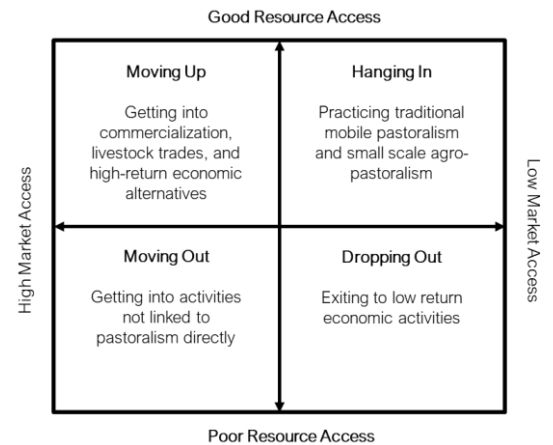 Good Resource Access
Moving Up
Getting into
commercialization,
livestock trades, and
high-return economic
alternatives
Hanging In
Practicing traditional
mobile pastoralism
and small scale agro-
pastoralism
High Market Access
Low Market Access
Moving Out
Getting into activities
not linked to
pastoralism directly
Dropping Out
Exiting to low return
economic activities
Poor Resource Access